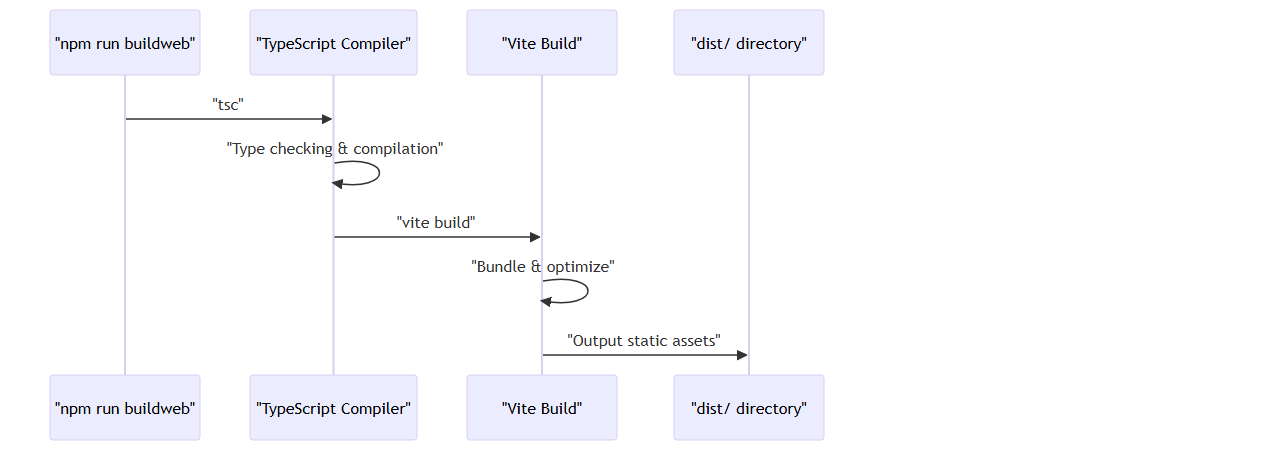 "npm run buildweb"
"TypeScript Compiler"
"Vite Build"
"dist/ directory"
"tsc"
"Type checking & compilation"
"vite build"
"Bundle & optimize"
"Output static assets"
"npm run buildweb"
"TypeScript Compiler"
"Vite Build"
"dist/ directory"